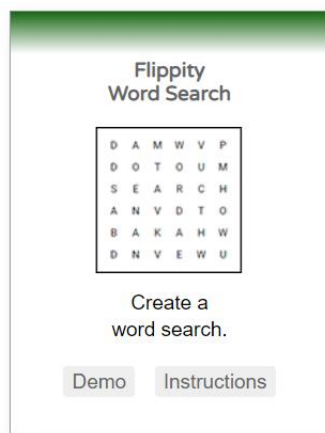 Flippity
Word Search
D A M W V P
D O T O U M
S E A R C H
A N V D T O
B A K A H W
D N V E W U
Create a
word search.
Demo Instructions